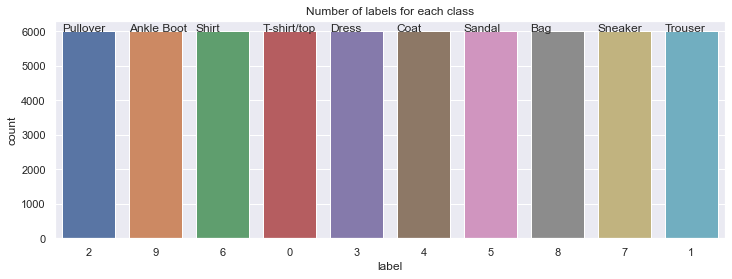 Number of labels for each class
Pullover Ankle Boot Shirt T-shirt/top Dress Coat Sandal Bag Sneaker Trouser
6000
5000
4000
3000
2000
1000
0
count
2 9 6 0 3 4 5 8 7 1
label